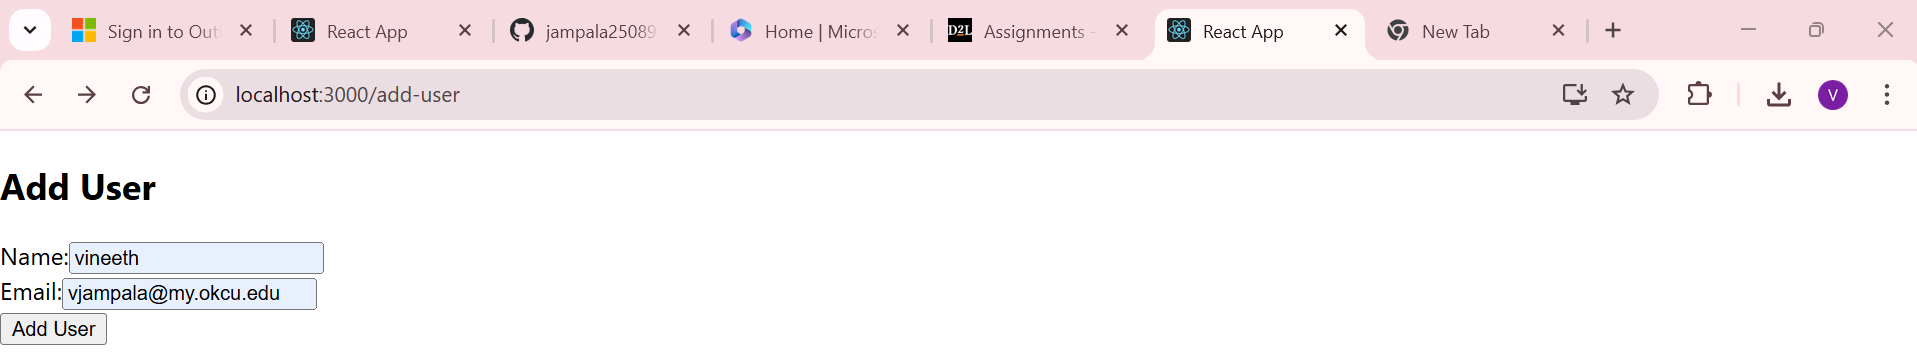 Sign in to Out
React App
jampala25089
Home | Micros
D2L
Assignments -
React App
New Tab
localhost:3000/add-user
V
Add User
Name: vineeth
Email: vjampala@my.okcu.edu
Add User